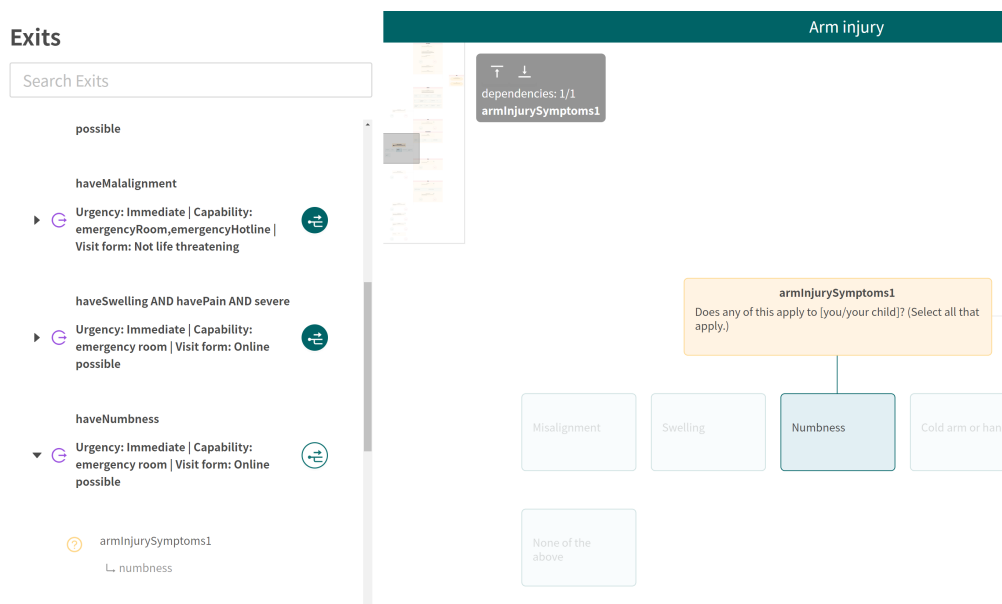 Exits
Search Exits
possible
haveMalalignment
Urgency: Immediate | Capability:
emergencyRoom,emergencyHotline |
Visit form: Not life threatening
haveSwelling AND havePain AND severe
Urgency: Immediate | Capability:
emergency room | Visit form: Online
possible
haveNumbness
Urgency: Immediate | Capability:
emergency room | Visit form: Online
possible
armInjurySymptoms1
numbness
Arm injury
dependencies: 1/1
armInjurySymptoms1
armInjurySymptoms1
Does any of this apply to [you/your child]? (Select all that
apply.)
Misalignment
Swelling
Numbness
Cold arm or han
None of the
above